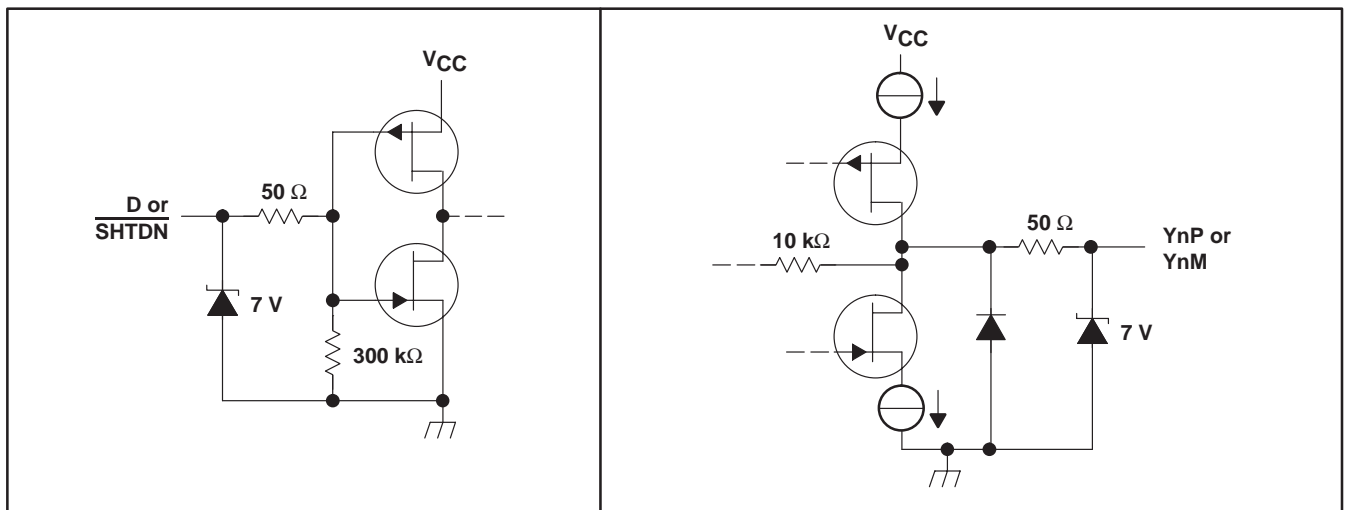 VCC
50 Ω
D or
SHTDN
7 V
300 kΩ
VCC
10 kΩ
50 Ω
YnP or
YnM
7 V